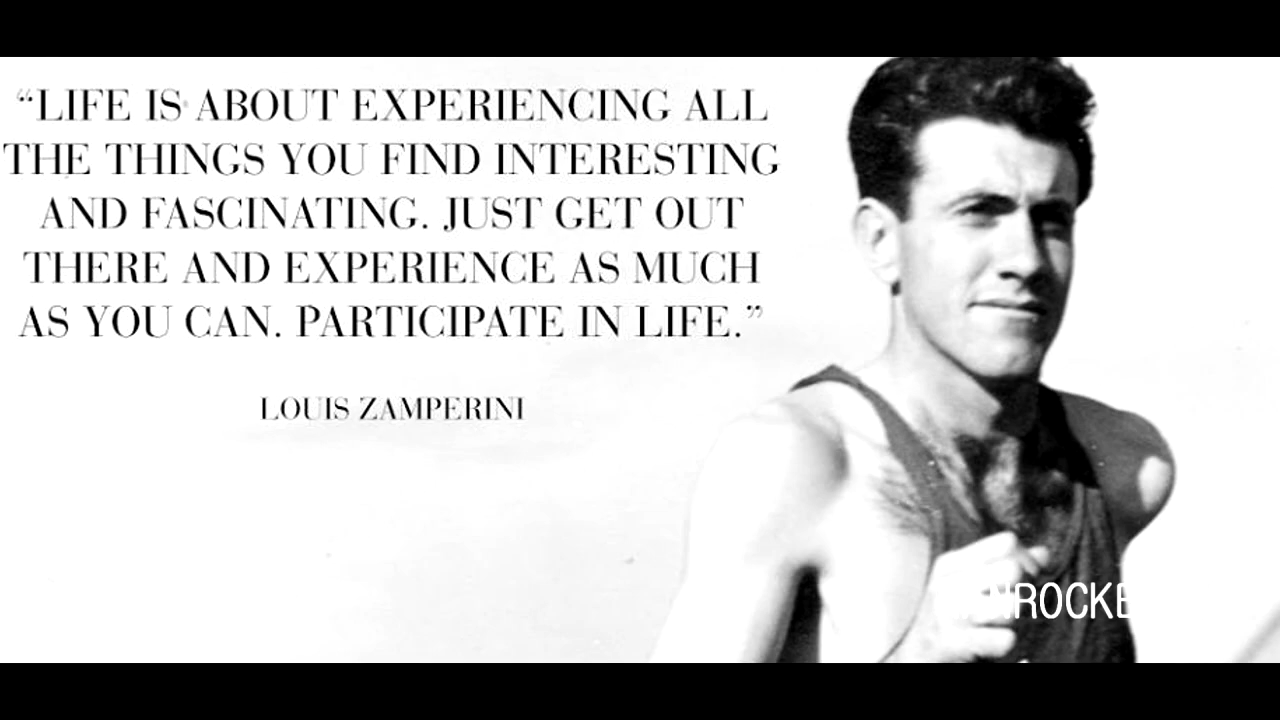 “LIFE IS ABOUT EXPERIENCING ALL
THE THINGS YOU FIND INTERESTING
AND FASCINATING. JUST GET OUT
THERE AND EXPERIENCE AS MUCH
AS YOU CAN. PARTICIPATE IN LIFE.”
LOUIS ZAMPERINI